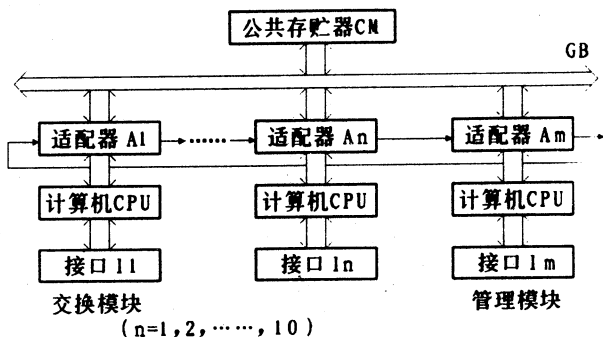 公共存贮器CM
GB
适配器 A1 …… 适配器 An 适配器 Am
计算机CPU 计算机CPU 计算机CPU
接口 I1 接口 In 接口 Im
交换模块 管理模块
(n=1,2,……,10)